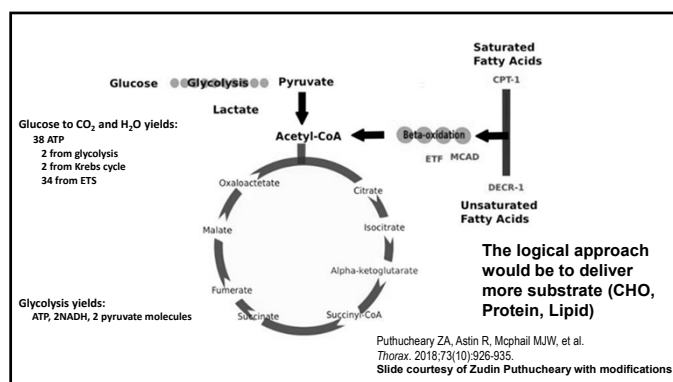 Glucose Glycolysis Pyruvate
Lactate
Saturated
Fatty Acids
CPT-1
Glucose to CO₂ and H₂O yields:
38 ATP
2 from glycolysis
2 from Krebs cycle
34 from ETS
Acetyl-CoA
Beta-oxidation
ETF MCAD
DECR-1
Unsaturated
Fatty Acids
Oxaloactetate
Citrate
Malate
Isocitrate
Alpha-ketoglutarate
Fumerate
Succinate
Succinyl-CoA
The logical approach
would be to deliver
more substrate (CHO,
Protein, Lipid)
Glycolysis yields:
ATP, 2NADH, 2 pyruvate molecules
Puthucheary ZA, Astin R, Mcphail MJW, et al.
Thorax. 2018;73(10):926-935.
Slide courtesy of Zudin Puthucheary with modifications